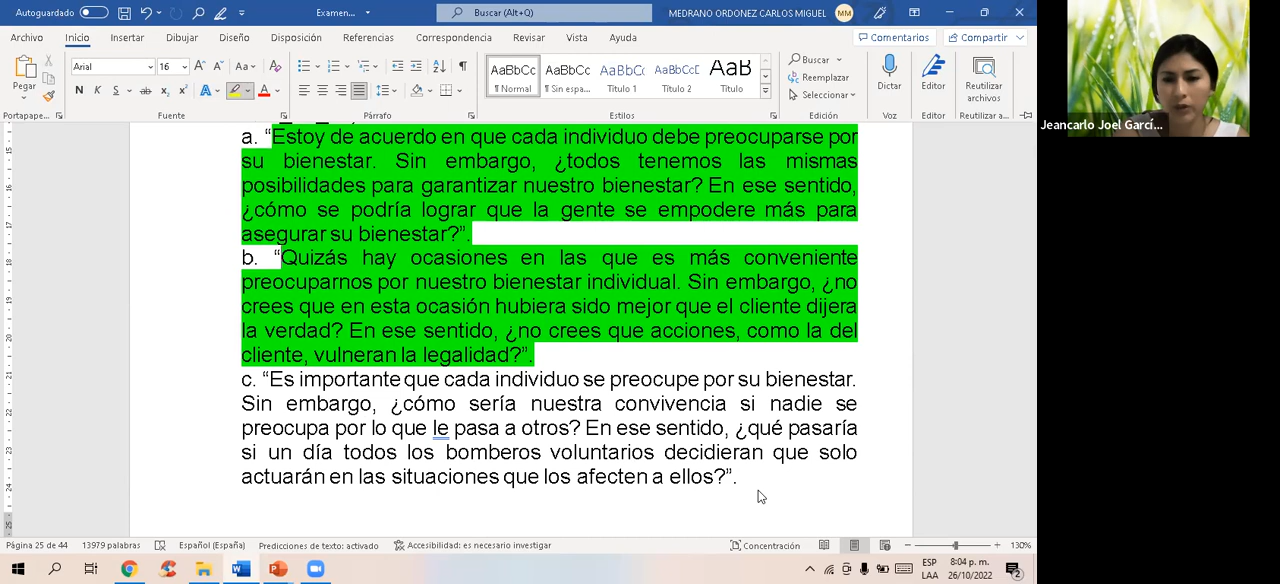 Autoguardado
Examen...
Buscar (Alt+Q)
MEDRANO ORDONEZ CARLOS MIGUEL
MM
Archivo Inicio Insertar Dibujar Diseño Disposición Referencias Correspondencia Revisar Vista Ayuda
Comentarios Compartir
Pegar
Arial 16
Aa
N K S ab x₂ x²
A A
AaBbCc AaBbCc AaBbC( AaBbCcD AaB
¶ Normal ¶ Sin espa... Título 1 Título 2 Título
Buscar
Reemplazar
Seleccionar
Dictar
Editor
Reutilizar archivos
Portapape... Fuente Párrafo Estilos Edición Voz Editor Reutilizar a...
a. “Estoy de acuerdo en que cada individuo debe preocuparse por
su bienestar. Sin embargo, ¿todos tenemos las mismas
posibilidades para garantizar nuestro bienestar? En ese sentido,
¿cómo se podría lograr que la gente se empodere más para
asegurar su bienestar?”.
b. “Quizás hay ocasiones en las que es más conveniente
preocuparnos por nuestro bienestar individual. Sin embargo, ¿no
crees que en esta ocasión hubiera sido mejor que el cliente dijera
la verdad? En ese sentido, ¿no crees que acciones, como la del
cliente, vulneran la legalidad?”.
c. “Es importante que cada individuo se preocupe por su bienestar.
Sin embargo, ¿cómo sería nuestra convivencia si nadie se
preocupa por lo que le pasa a otros? En ese sentido, ¿qué pasaría
si un día todos los bomberos voluntarios decidieran que solo
actuarán en las situaciones que los afecten a ellos?”.
Jeancarlo Joel Garcí...
Página 25 de 44 13979 palabras Español (España) Predicciones de texto: activado Accesibilidad: es necesario investigar Concentración 130%
ESP
LAA
8:04 p. m.
26/10/2022
2